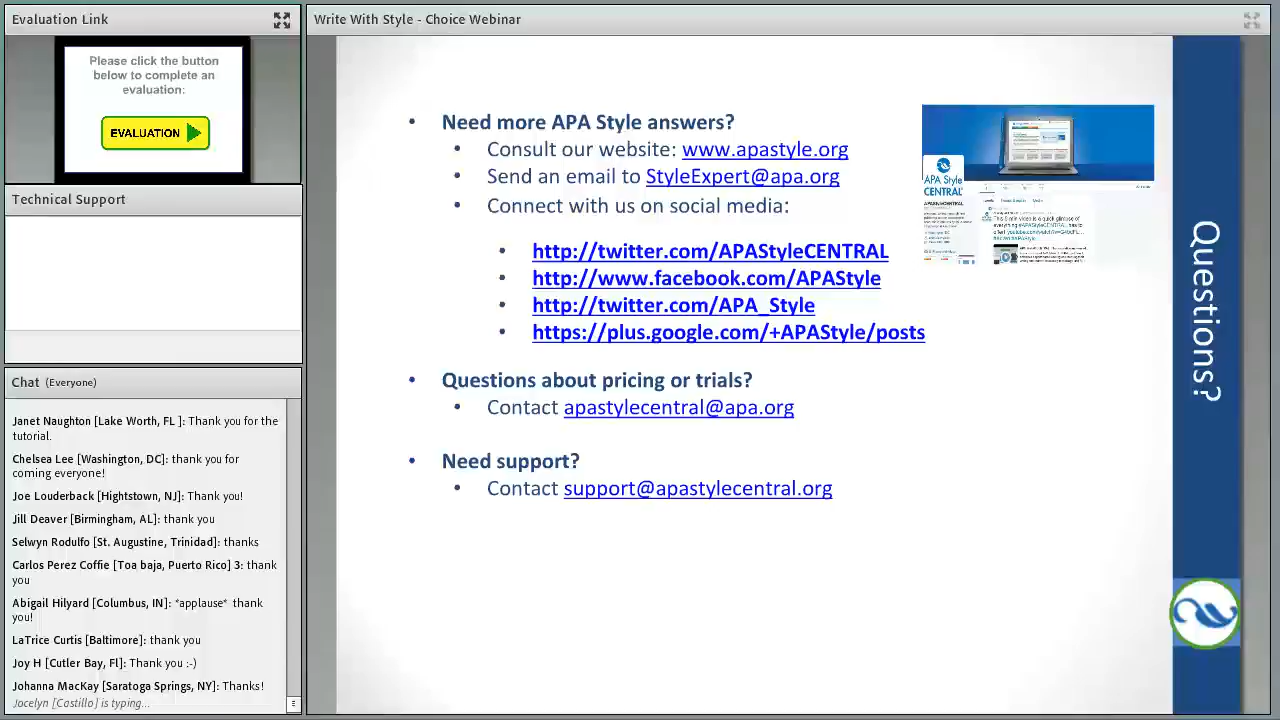 Evaluation Link
Please click the button
below to complete an
evaluation:
EVALUATION
Technical Support
Chat (Everyone)
Janet Naughton [Lake Worth, FL ]: Thank you for the
tutorial.
Chelsea Lee [Washington, DC]: thank you for
coming everyone!
Joe Louderback [Hightstown, NJ]: Thank you!
Jill Deaver [Birmingham, AL]: thank you
Selwyn Rodulfo [St. Augustine, Trinidad]: thanks
Carlos Perez Coffie [Toa baja, Puerto Rico] 3: thank
you
Abigail Hilyard [Columbus, IN]: *applause* thank
you!
LaTrice Curtis [Baltimore]: thank you
Joy H [Cutler Bay, Fl]: Thank you :-)
Johanna MacKay [Saratoga Springs, NY]: Thanks!
Jocelyn [Castillo] is typing...
Write With Style - Choice Webinar
• Need more APA Style answers?
• Consult our website: www.apastyle.org
• Send an email to StyleExpert@apa.org
• Connect with us on social media:
• http://twitter.com/APAStyleCENTRAL
• http://www.facebook.com/APAStyle
• http://twitter.com/APA_Style
• https://plus.google.com/+APAStyle/posts
• Questions about pricing or trials?
• Contact apastylecentral@apa.org
• Need support?
• Contact support@apastylecentral.org
APA Style
CENTRAL
Questions?